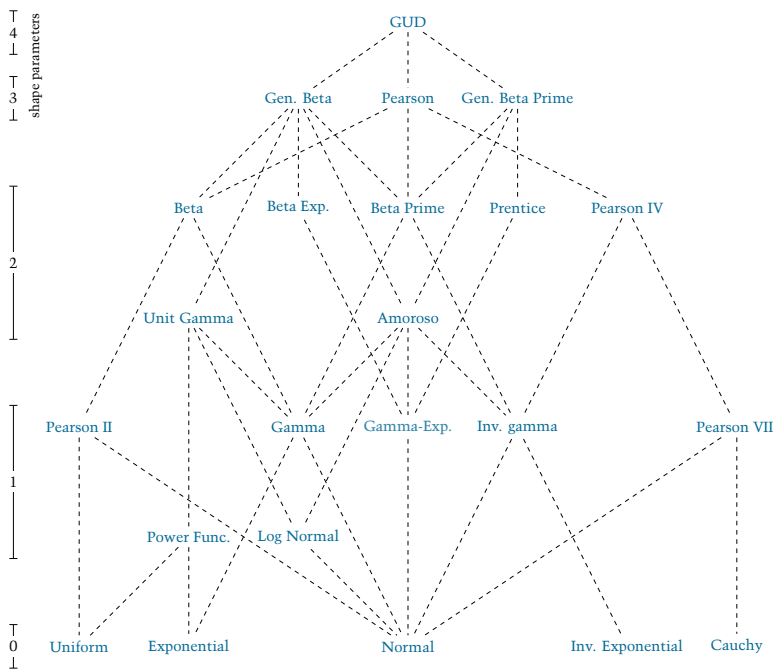 GUD
4
shape parameters
3
Gen. Beta
Pearson
Gen. Beta Prime
Beta
Beta Exp.
Beta Prime
Prentice
Pearson IV
2
Unit Gamma
Amoroso
Pearson II
Gamma
Gamma-Exp.
Inv. gamma
Pearson VII
1
Power Func.
Log Normal
0
Uniform
Exponential
Normal
Inv. Exponential
Cauchy